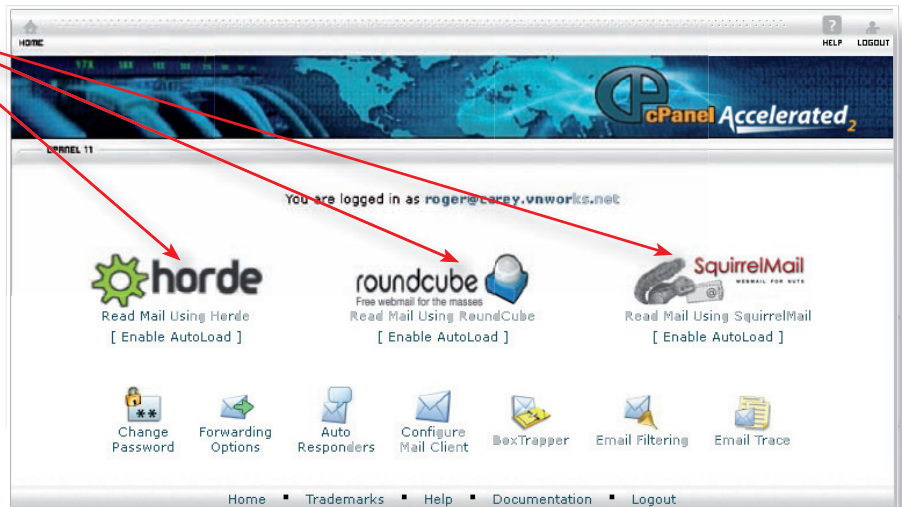 HOME
HELP LOGOUT
cPanel Accelerated2
CPANEL 11
You are logged in as roger@carey.vnworks.net
horde
roundcube
Free webmail for the masses
SquirrelMail
WEBMAIL FOR NUTS
Read Mail Using Horde
Read Mail Using RoundCube
Read Mail Using SquirrelMail
[ Enable AutoLoad ]
[ Enable AutoLoad ]
[ Enable AutoLoad ]
Change Password
Forwarding Options
Auto Responders
Configure Mail Client
BoxTrapper
Email Filtering
Email Trace
Home ▪ Trademarks ▪ Help ▪ Documentation ▪ Logout